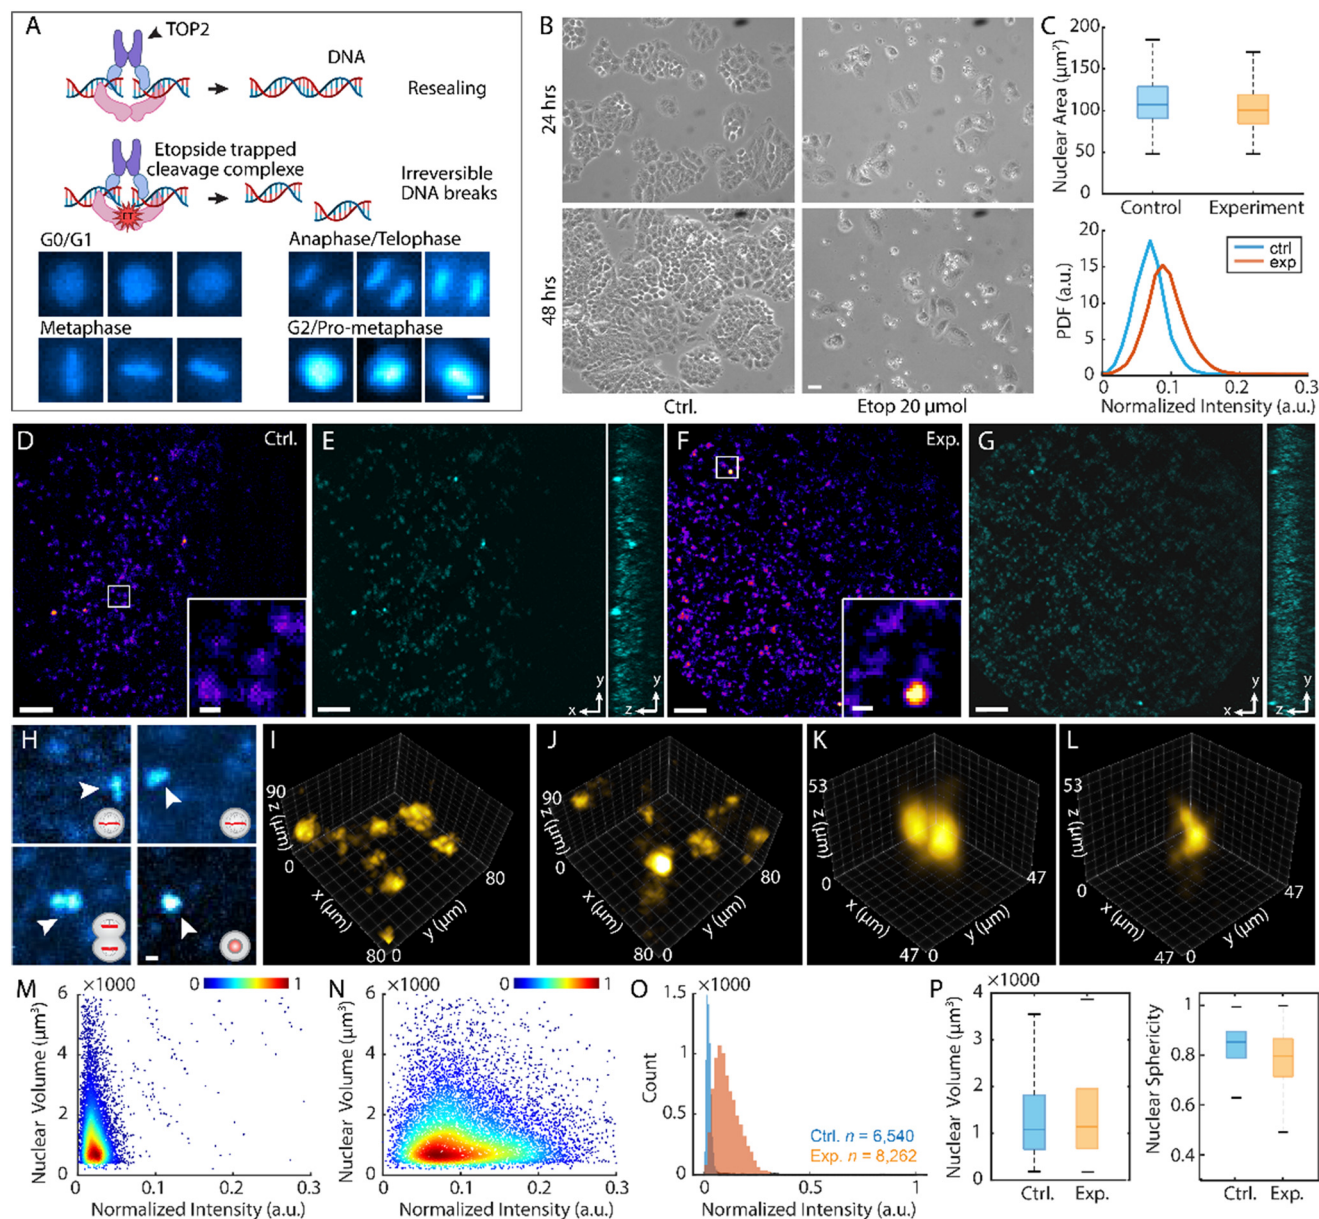 A
TOP2
DNA
Resealing
Etopside trapped
cleavage complexe
Irreversible
DNA breaks
ET
G0/G1
Anaphase/Telophase
Metaphase
G2/Pro-metaphase
B
24 hrs
48 hrs
Ctrl.
Etop 20 μmol
C
Nuclear Area (μm²)
200
150
100
50
0
Control
Experiment
ctrl
exp
PDF (a.u.)
20
15
10
5
0
0
0.1
0.2
0.3
Normalized Intensity (a.u.)
D
Ctrl.
E
x
y
z
y
F
Exp.
G
x
y
z
y
H
I
90
z (μm)
0
x (μm)
80
0
y (μm)
80
J
90
z (μm)
0
x (μm)
80
0
y (μm)
80
K
53
z (μm)
0
x (μm)
47
0
y (μm)
47
L
53
z (μm)
0
x (μm)
47
0
y (μm)
47
M
×1000
0
1
Nuclear Volume (μm³)
6
4
2
0
0
0.1
0.2
0.3
Normalized Intensity (a.u.)
N
×1000
0
1
Nuclear Volume (μm³)
6
4
2
0
0
0.1
0.2
0.3
Normalized Intensity (a.u.)
O
×1000
Count
1.5
1
0.5
0
Ctrl. n = 6,540
Exp. n = 8,262
0
0.5
1
Normalized Intensity (a.u.)
P
×1000
Nuclear Volume (μm³)
4
3
2
1
0
Ctrl.
Exp.
Nuclear Sphericity
1
0.8
0.6
0.4
Ctrl.
Exp.